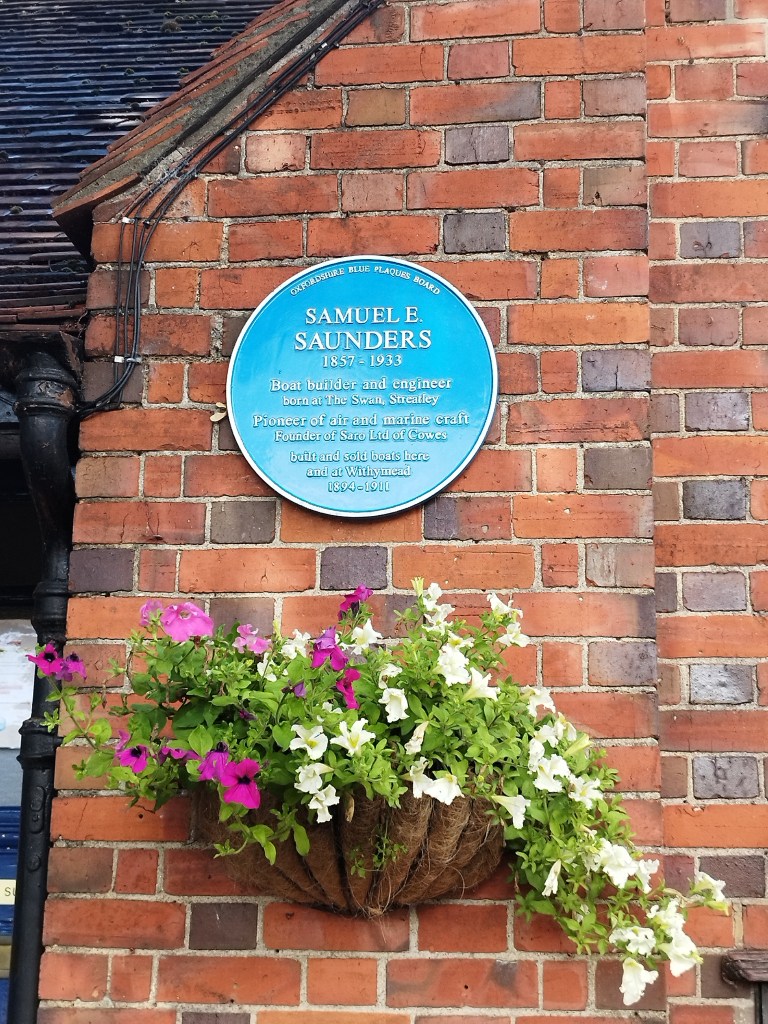 OXFORDSHIRE BLUE PLAQUES BOARD
SAMUEL E.
SAUNDERS
1857 - 1933
Boat builder and engineer
born at The Swan, Streatley
Pioneer of air and marine craft
Founder of Saro Ltd of Cowes
built and sold boats here
and at Withymead
1894-1911
SU